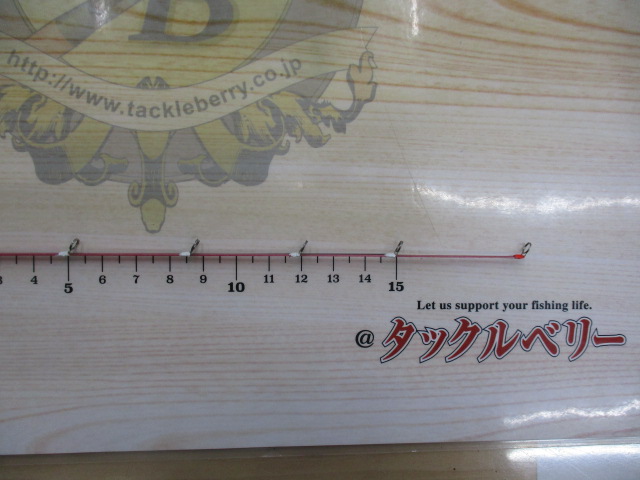 B
http://www.tackleberry.co.jp
3 4 5 6 7 8 9 10 11 12 13 14 15
Let us support your fishing life.
@タックルベリー